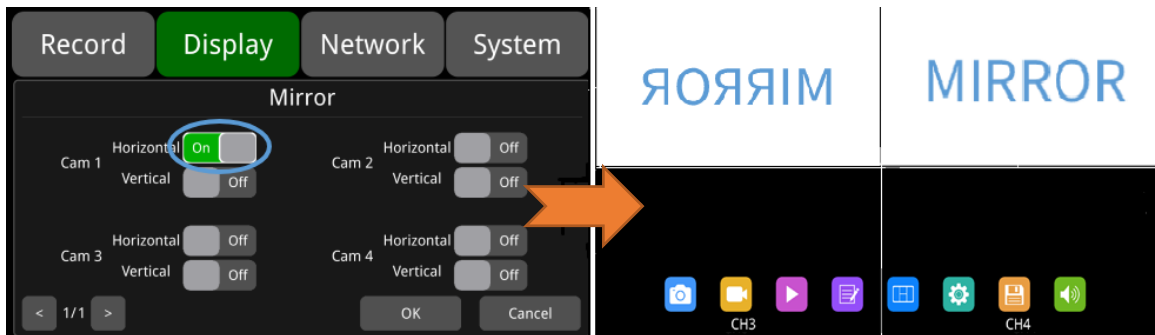 Record Display Network System
Mirror
Cam 1 Horizontal On
Vertical Off
Cam 2 Horizontal Off
Vertical Off
Cam 3 Horizontal Off
Vertical Off
Cam 4 Horizontal Off
Vertical Off
< 1/1 > OK Cancel
MIRROR MIRROR
CH3 CH4